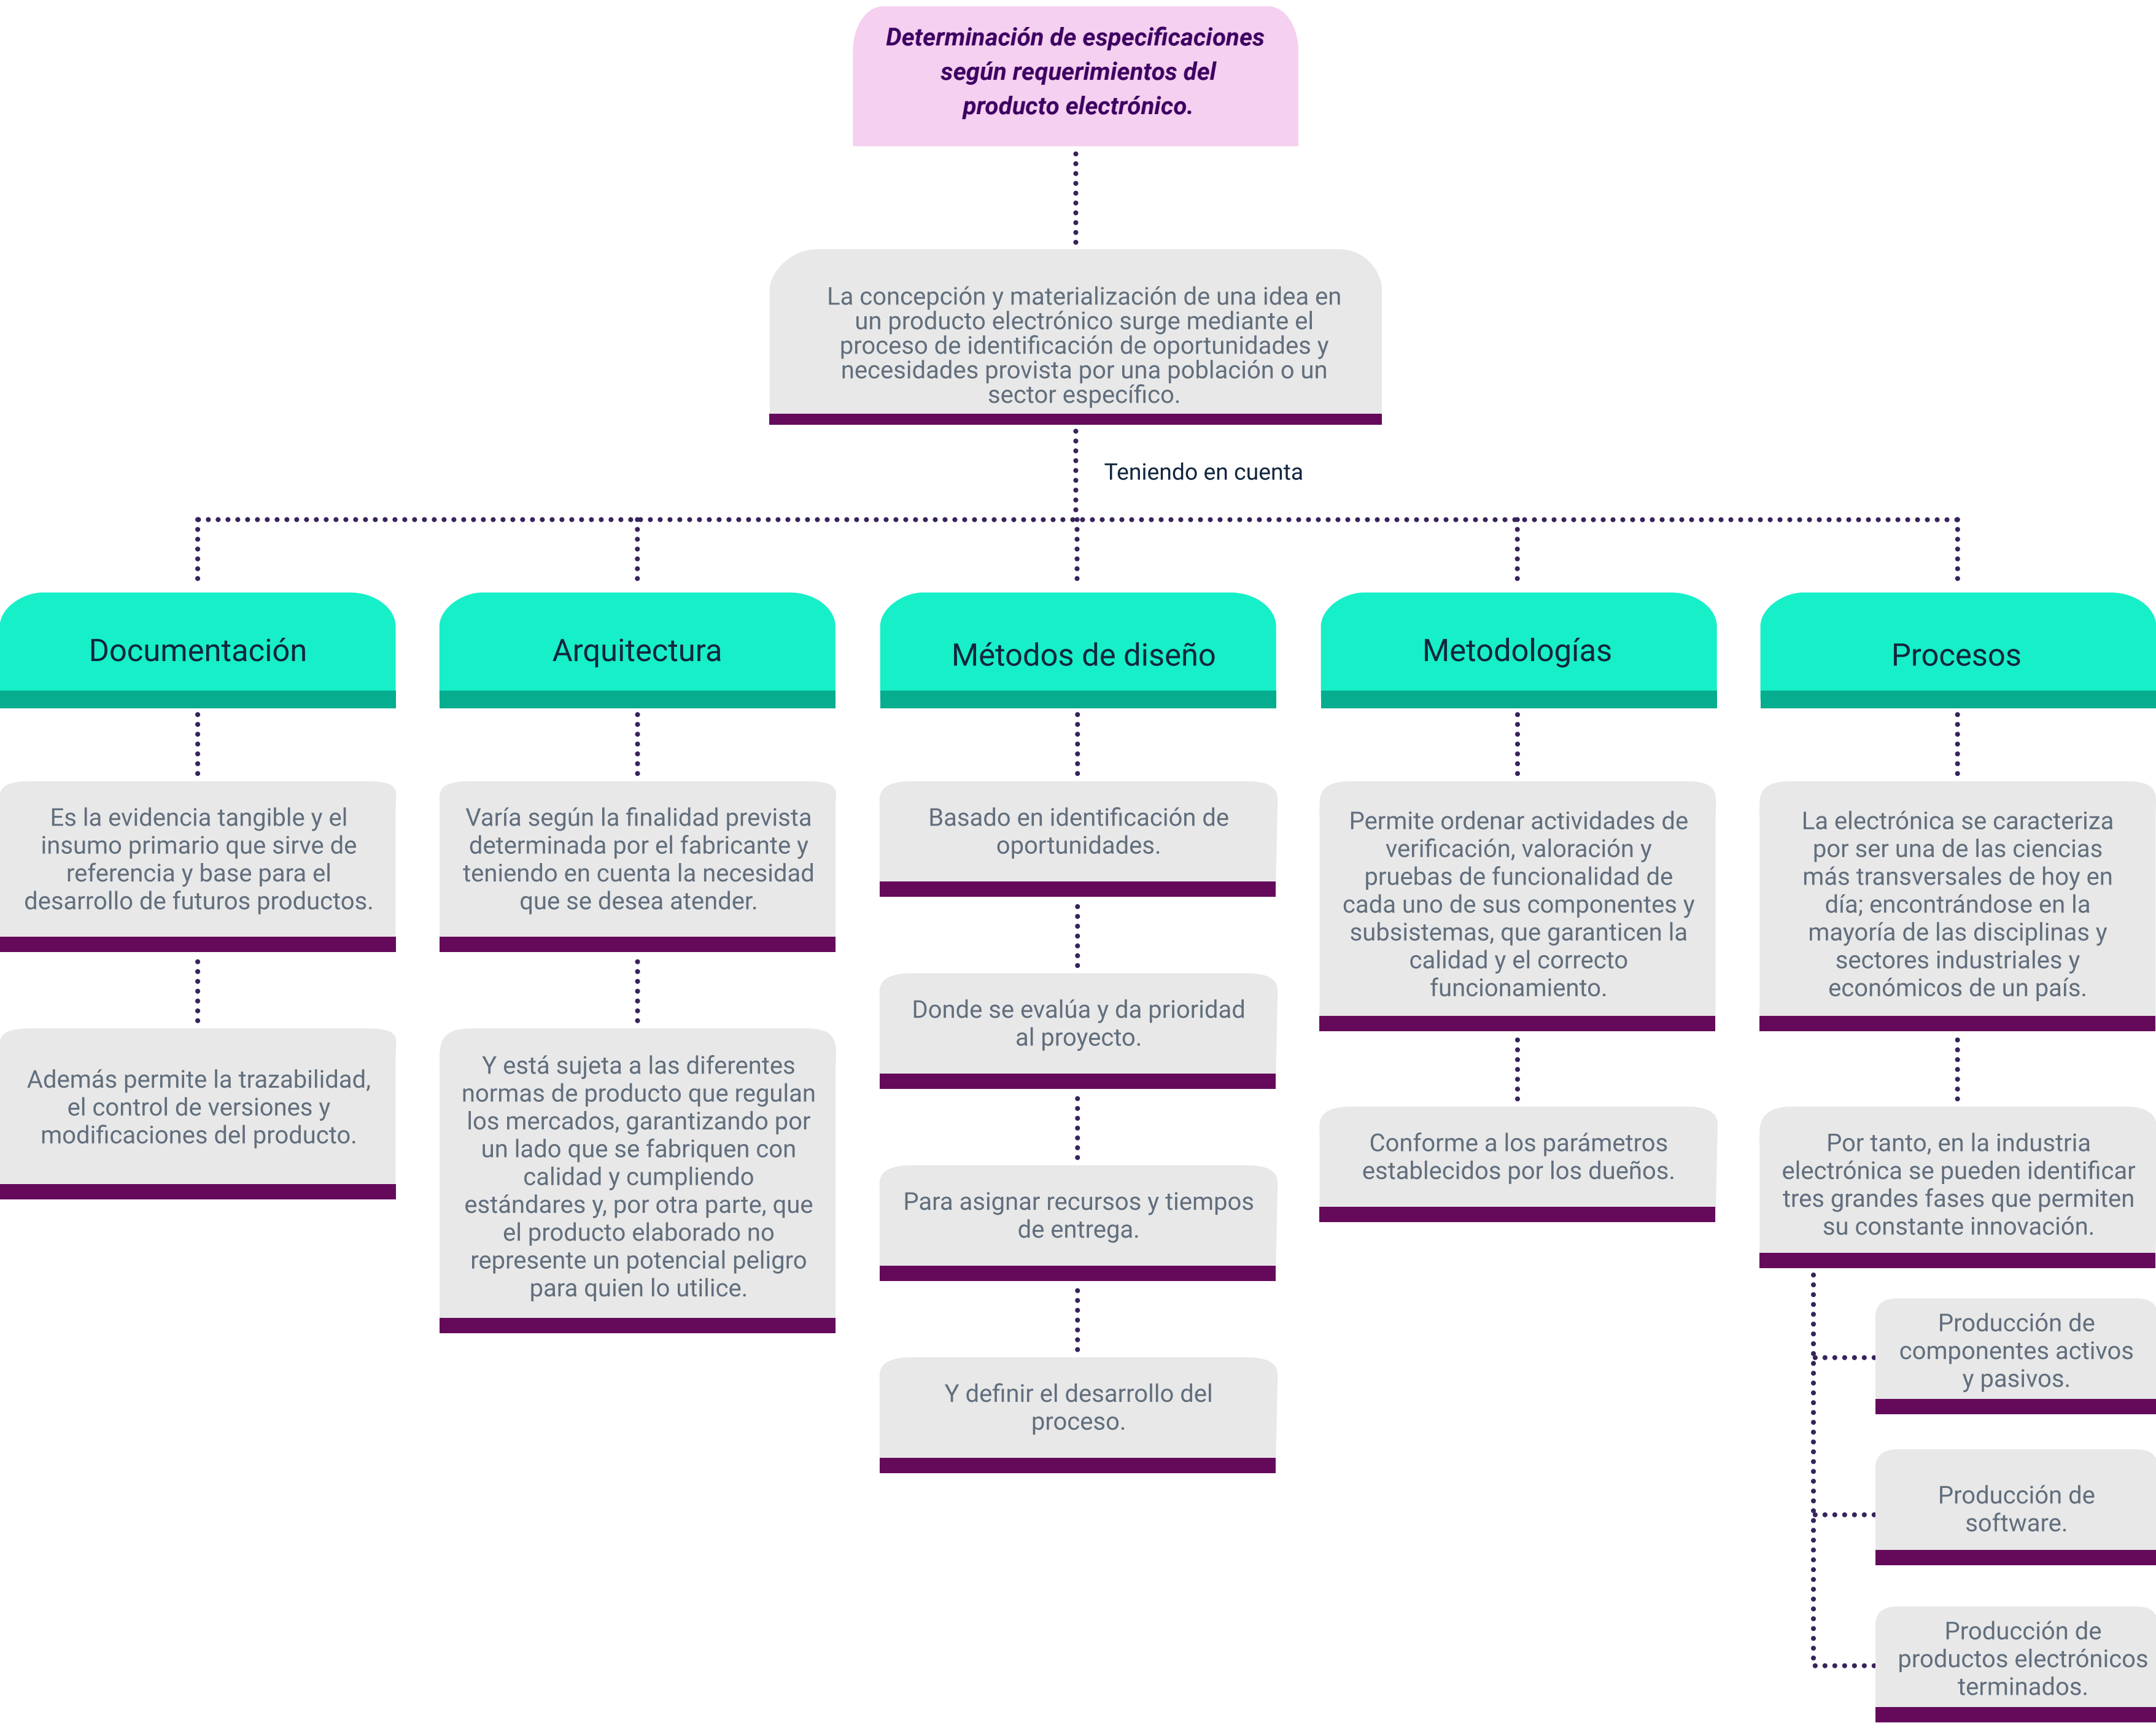 Determinación de especificaciones
según requerimientos del
producto electrónico.
La concepción y materialización de una idea en
un producto electrónico surge mediante el
proceso de identificación de oportunidades y
necesidades provista por una población o un
sector específico.
Teniendo en cuenta
Documentación
Es la evidencia tangible y el
insumo primario que sirve de
referencia y base para el
desarrollo de futuros productos.
Además permite la trazabilidad,
el control de versiones y
modificaciones del producto.
Arquitectura
Varía según la finalidad prevista
determinada por el fabricante y
teniendo en cuenta la necesidad
que se desea atender.
Y está sujeta a las diferentes
normas de producto que regulan
los mercados, garantizando por
un lado que se fabriquen con
calidad y cumpliendo
estándares y, por otra parte, que
el producto elaborado no
represente un potencial peligro
para quien lo utilice.
Métodos de diseño
Basado en identificación de
oportunidades.
Donde se evalúa y da prioridad
al proyecto.
Para asignar recursos y tiempos
de entrega.
Y definir el desarrollo del
proceso.
Metodologías
Permite ordenar actividades de
verificación, valoración y
pruebas de funcionalidad de
cada uno de sus componentes y
subsistemas, que garanticen la
calidad y el correcto
funcionamiento.
Conforme a los parámetros
establecidos por los dueños.
Procesos
La electrónica se caracteriza
por ser una de las ciencias
más transversales de hoy en
día; encontrándose en la
mayoría de las disciplinas y
sectores industriales y
económicos de un país.
Por tanto, en la industria
electrónica se pueden identificar
tres grandes fases que permiten
su constante innovación.
Producción de
componentes activos
y pasivos.
Producción de
software.
Producción de
productos electrónicos
terminados.